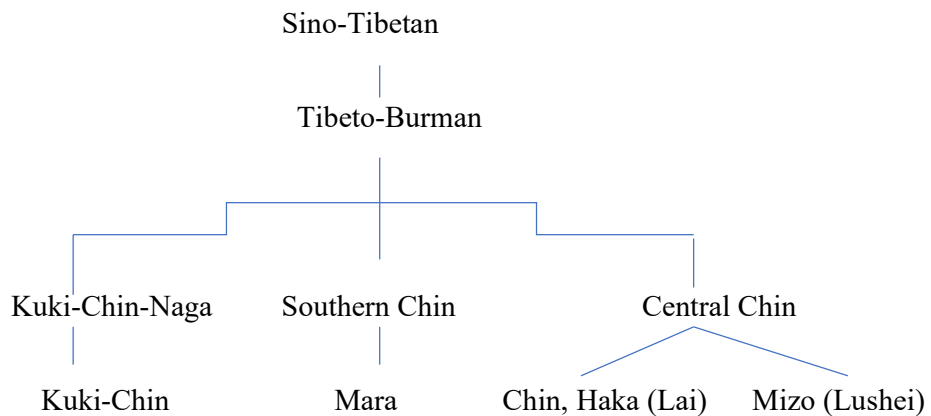 Sino-Tibetan
Tibeto-Burman
Kuki-Chin-Naga Southern Chin Central Chin
Kuki-Chin Mara Chin, Haka (Lai) Mizo (Lushei)